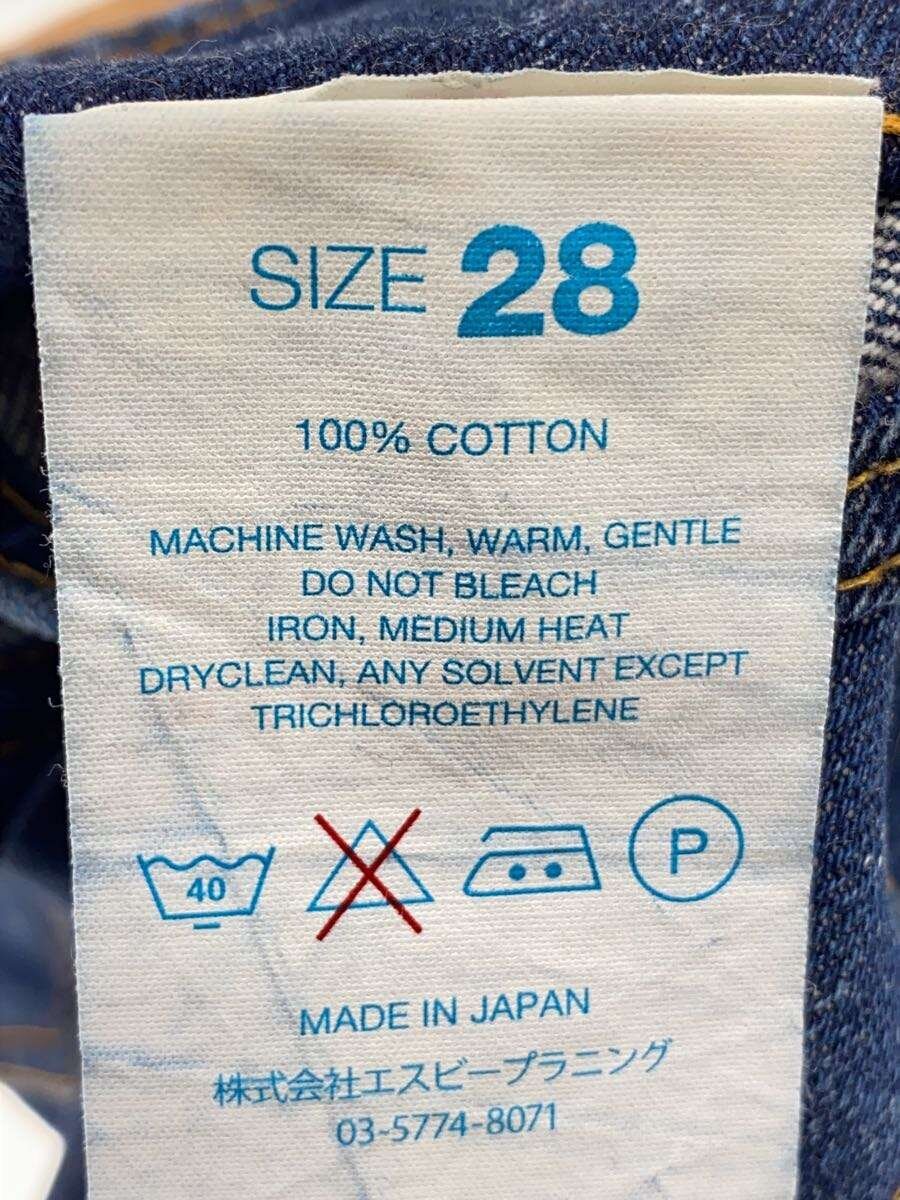 SIZE 28
100% COTTON
MACHINE WASH, WARM, GENTLE
DO NOT BLEACH
IRON, MEDIUM HEAT
DRYCLEAN, ANY SOLVENT EXCEPT
TRICHLOROETHYLENE
40
P
MADE IN JAPAN
株式会社エスビープラニング
03-5774-8071